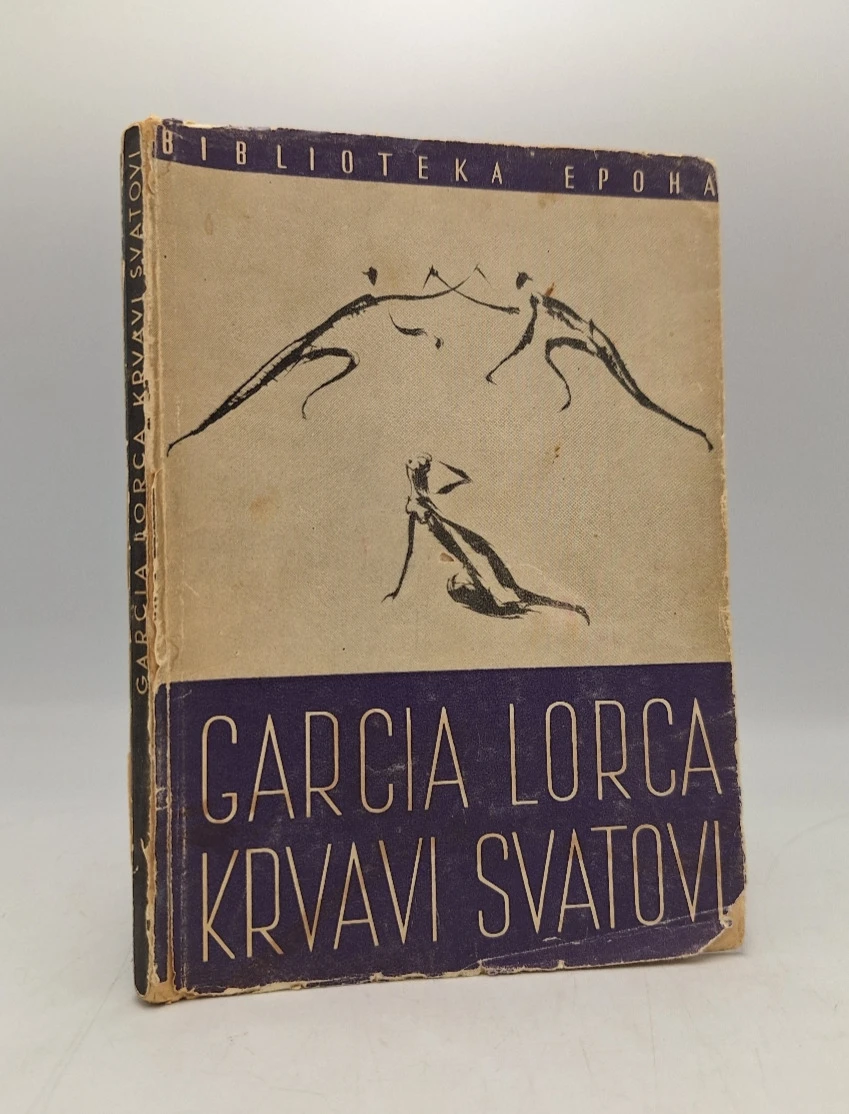 BIBLIOTEKA EPOHA
GARCIA LORCA
KRVAVI SVATOVI
GARCIA LORCA KRVAVI SVATOVI